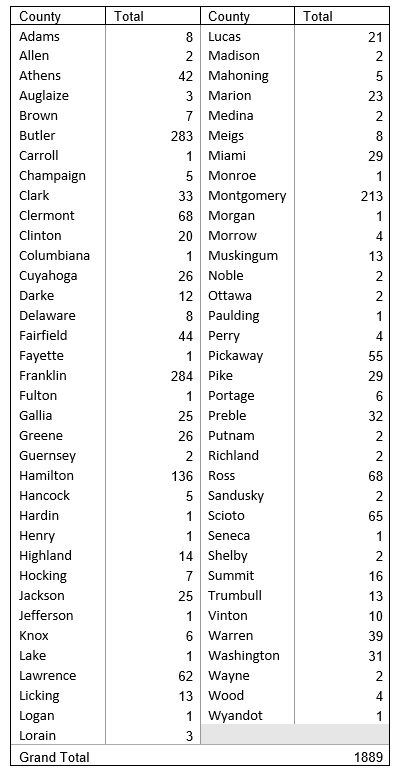 County Total County Total
Adams 8 Lucas 21
Allen 2 Madison 2
Athens 42 Mahoning 5
Auglaize 3 Marion 23
Brown 7 Medina 2
Butler 283 Meigs 8
Carroll 1 Miami 29
Champaign 5 Monroe 1
Clark 33 Montgomery 213
Clermont 68 Morgan 1
Clinton 20 Morrow 4
Columbiana 1 Muskingum 13
Cuyahoga 26 Noble 2
Darke 12 Ottawa 2
Delaware 8 Paulding 1
Fairfield 44 Perry 4
Fayette 1 Pickaway 55
Franklin 284 Pike 29
Fulton 1 Portage 6
Gallia 25 Preble 32
Greene 26 Putnam 2
Guernsey 2 Richland 2
Hamilton 136 Ross 68
Hancock 5 Sandusky 2
Hardin 1 Scioto 65
Henry 1 Seneca 1
Highland 14 Shelby 2
Hocking 7 Summit 16
Jackson 25 Trumbull 13
Jefferson 1 Vinton 10
Knox 6 Warren 39
Lake 1 Washington 31
Lawrence 62 Wayne 2
Licking 13 Wood 4
Logan 1 Wyandot 1
Lorain 3
Grand Total 1889